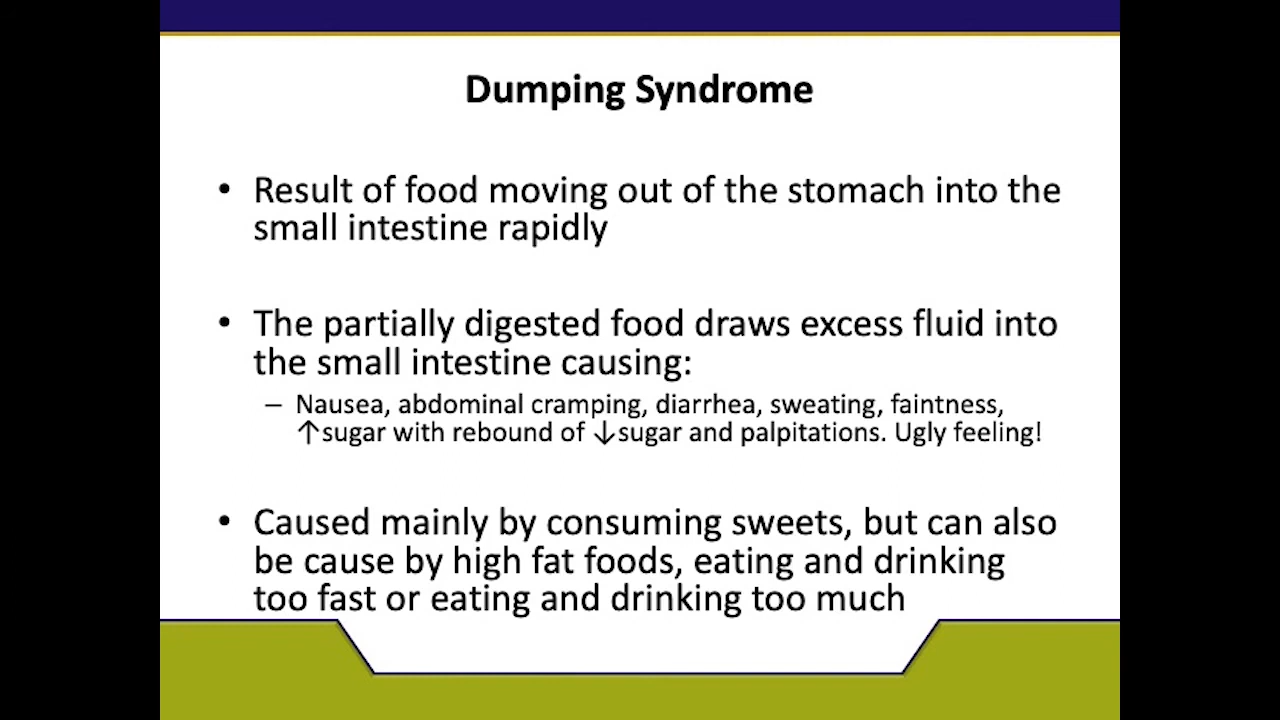 Dumping Syndrome
• Result of food moving out of the stomach into the
small intestine rapidly
• The partially digested food draws excess fluid into
the small intestine causing:
– Nausea, abdominal cramping, diarrhea, sweating, faintness,
↑sugar with rebound of ↓sugar and palpitations. Ugly feeling!
• Caused mainly by consuming sweets, but can also
be cause by high fat foods, eating and drinking
too fast or eating and drinking too much